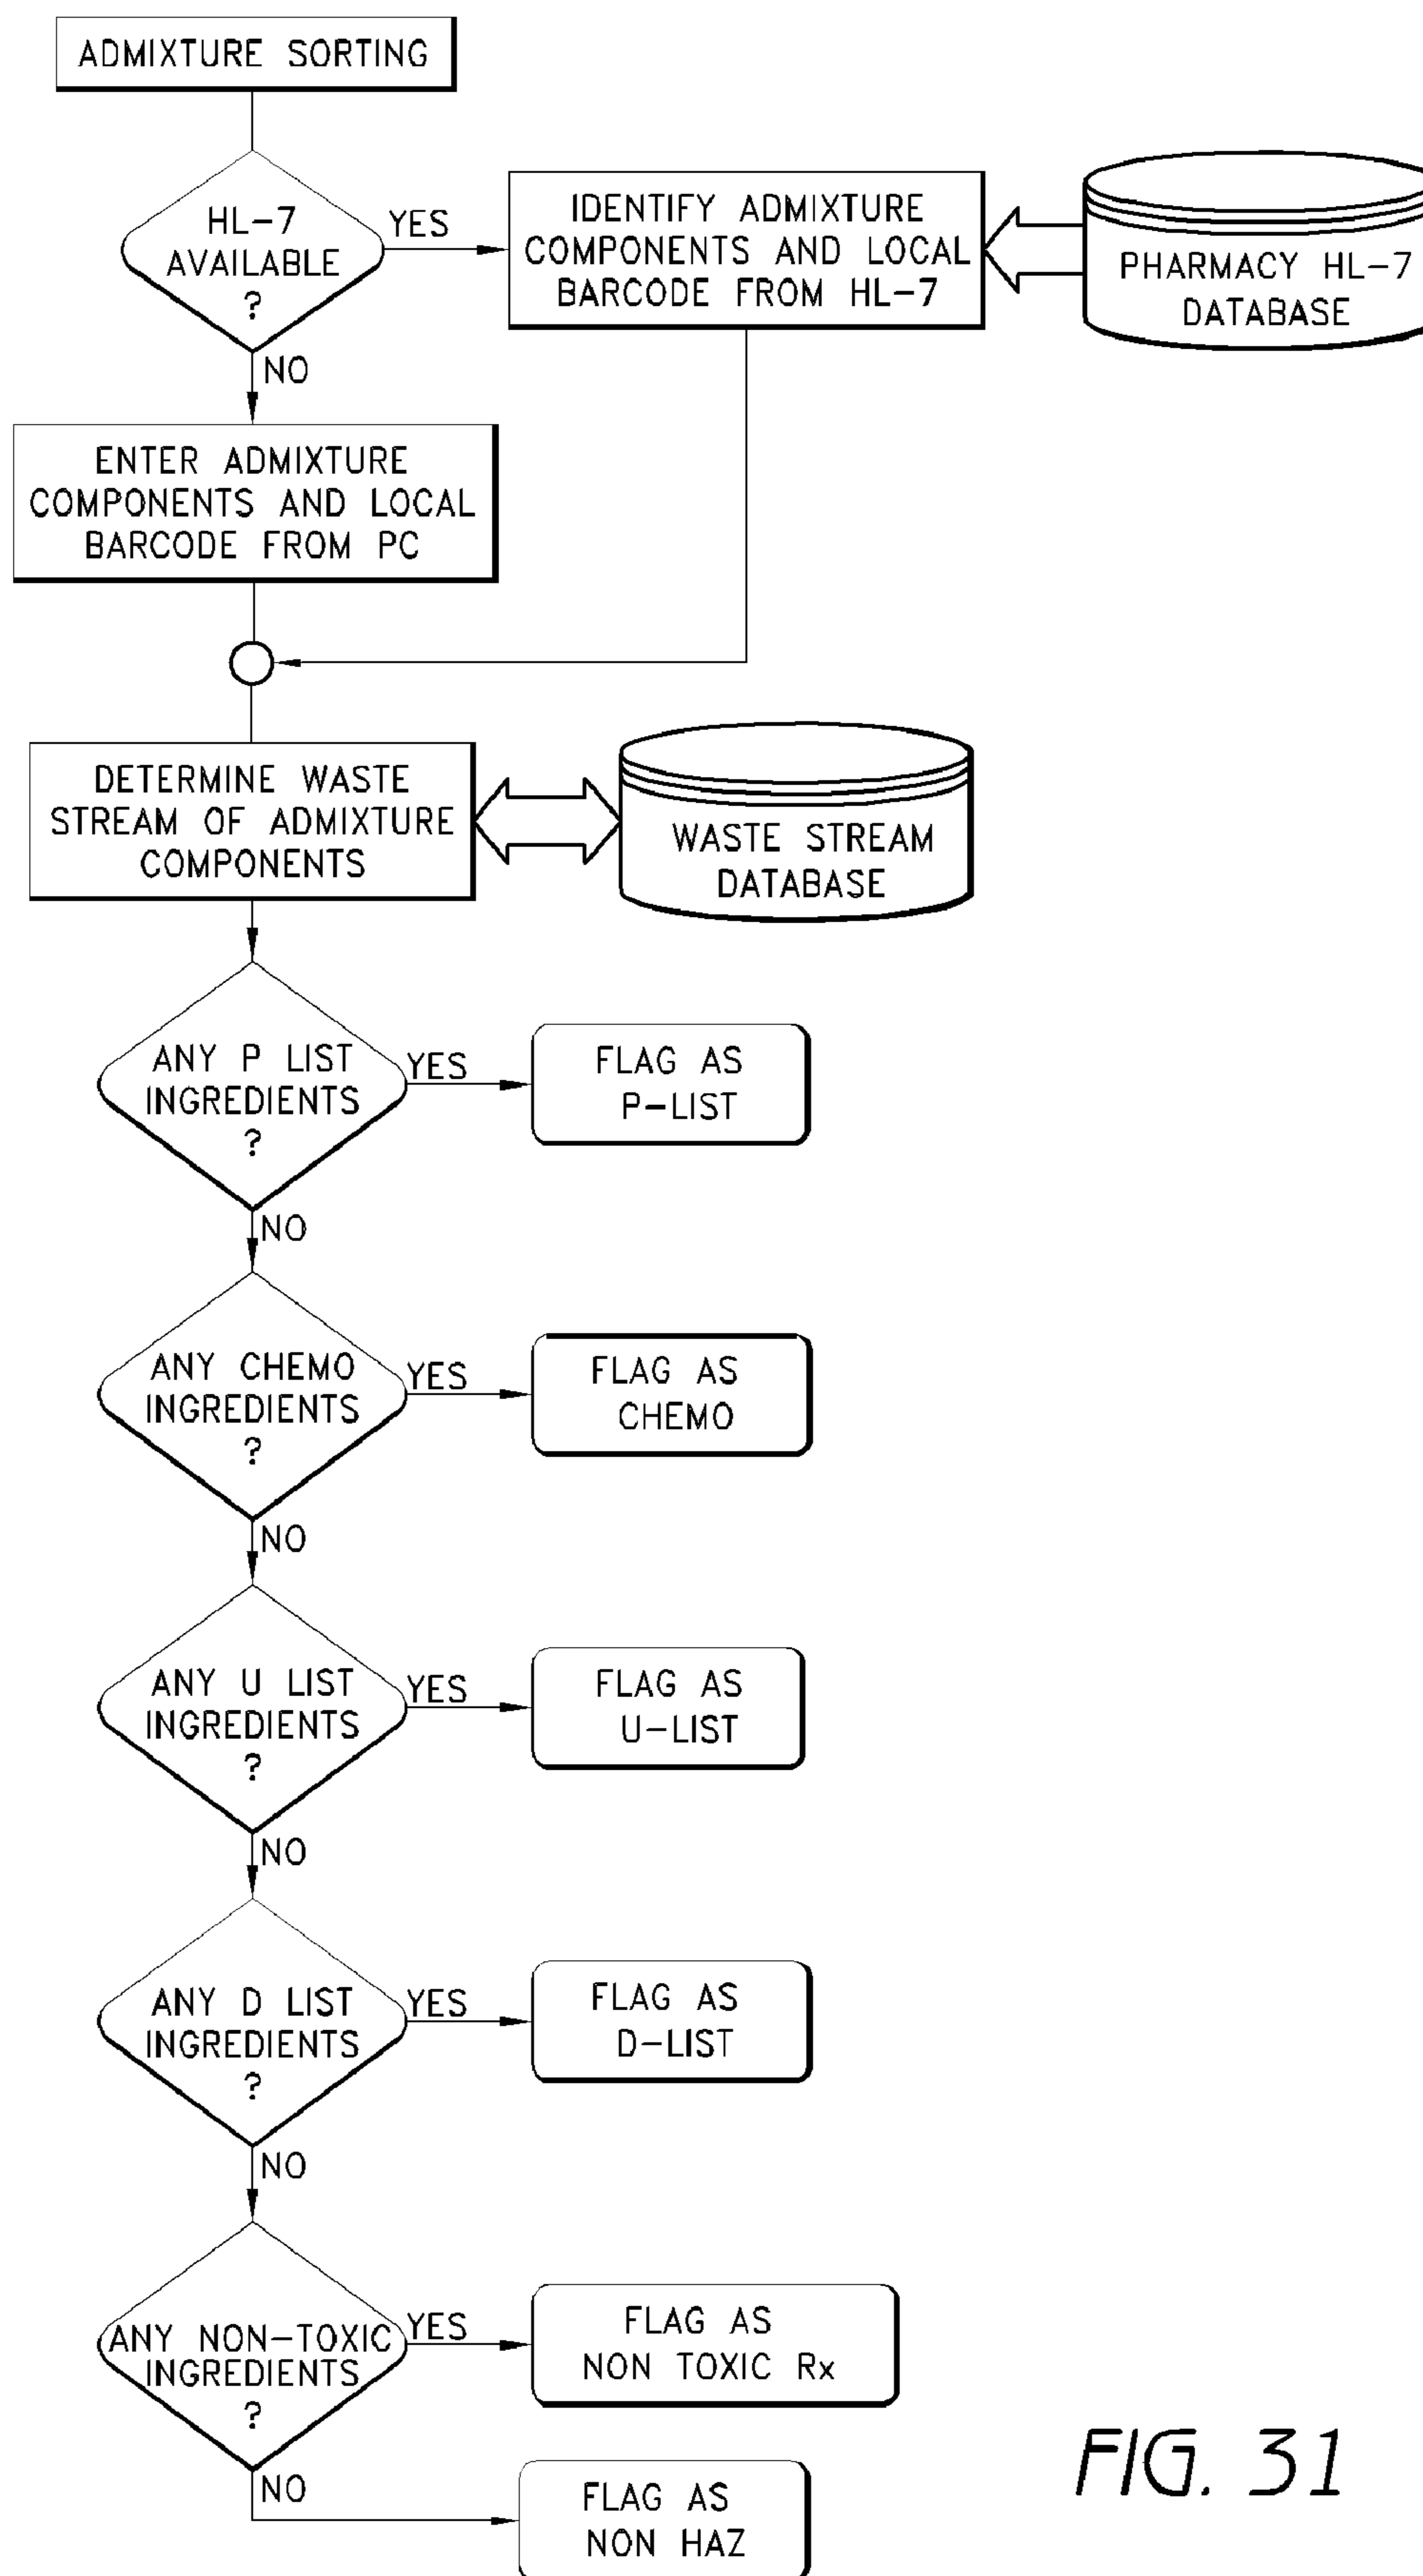 ADMIXTURE SORTING
HL-7
AVAILABLE
?
YES
IDENTIFY ADMIXTURE
COMPONENTS AND LOCAL
BARCODE FROM HL-7
PHARMACY HL-7
DATABASE
NO
ENTER ADMIXTURE
COMPONENTS AND LOCAL
BARCODE FROM PC
DETERMINE WASTE
STREAM OF ADMIXTURE
COMPONENTS
WASTE STREAM
DATABASE
ANY P LIST
INGREDIENTS
?
YES
FLAG AS
P-LIST
NO
ANY CHEMO
INGREDIENTS
?
YES
FLAG AS
CHEMO
NO
ANY U LIST
INGREDIENTS
?
YES
FLAG AS
U-LIST
NO
ANY D LIST
INGREDIENTS
?
YES
FLAG AS
D-LIST
NO
ANY NON-TOXIC
INGREDIENTS
?
YES
FLAG AS
NON TOXIC Rx
NO
FLAG AS
NON HAZ
FIG. 31